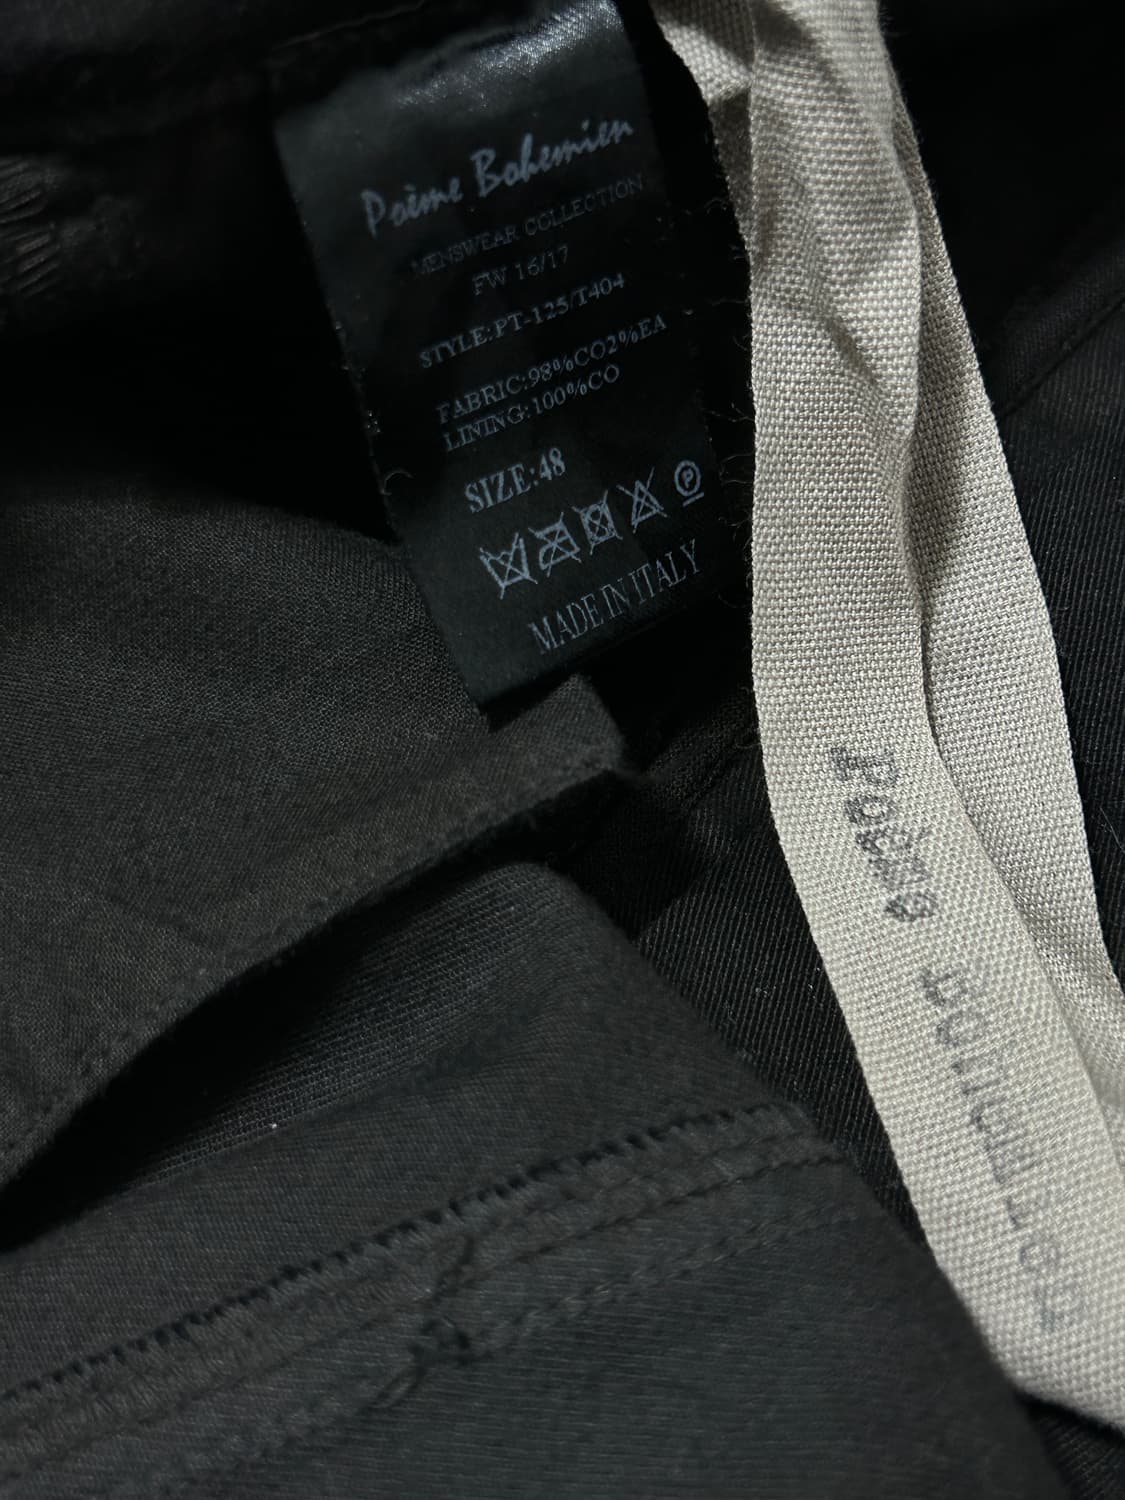 Poème Bohemien
MENSWEAR COLLECTION
FW 16/17
STYLE:PT-125/T404
FABRIC:98%CO2%EA
LINING:100%CO
SIZE:48
P
MADE IN ITALY
Poème